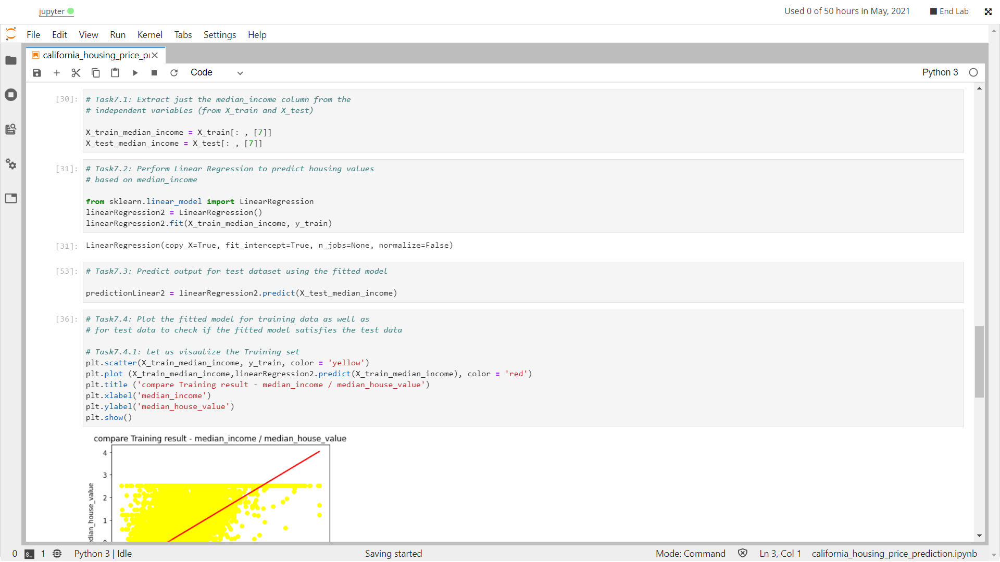 jupyter
Used 0 of 50 hours in May, 2021
End Lab
File Edit View Run Kernel Tabs Settings Help
california_housing_price_pr
Code
Python 3
[30]:
# Task7.1: Extract just the median_income column from the
# independent variables (from X_train and X_test)
X_train_median_income = X_train[: , [7]]
X_test_median_income = X_test[: , [7]]
[31]:
# Task7.2: Perform Linear Regression to predict housing values
# based on median_income
from sklearn.linear_model import LinearRegression
linearRegression2 = LinearRegression()
linearRegression2.fit(X_train_median_income, y_train)
[31]:
LinearRegression(copy_X=True, fit_intercept=True, n_jobs=None, normalize=False)
[53]:
# Task7.3: Predict output for test dataset using the fitted model
predictionLinear2 = linearRegression2.predict(X_test_median_income)
[36]:
# Task7.4: Plot the fitted model for training data as well as
# for test data to check if the fitted model satisfies the test data
# Task7.4.1: let us visualize the Training set
plt.scatter(X_train_median_income, y_train, color = 'yellow')
plt.plot (X_train_median_income,linearRegression2.predict(X_train_median_income), color = 'red')
plt.title ('compare Training result - median_income / median_house_value')
plt.xlabel('median_income')
plt.ylabel('median_house_value')
plt.show()
compare Training result - median_income / median_house_value
4
3
2
1
dian_house_value
0
$_
1
Python 3 | Idle
Saving started
Mode: Command
Ln 3, Col 1
california_housing_price_prediction.ipynb